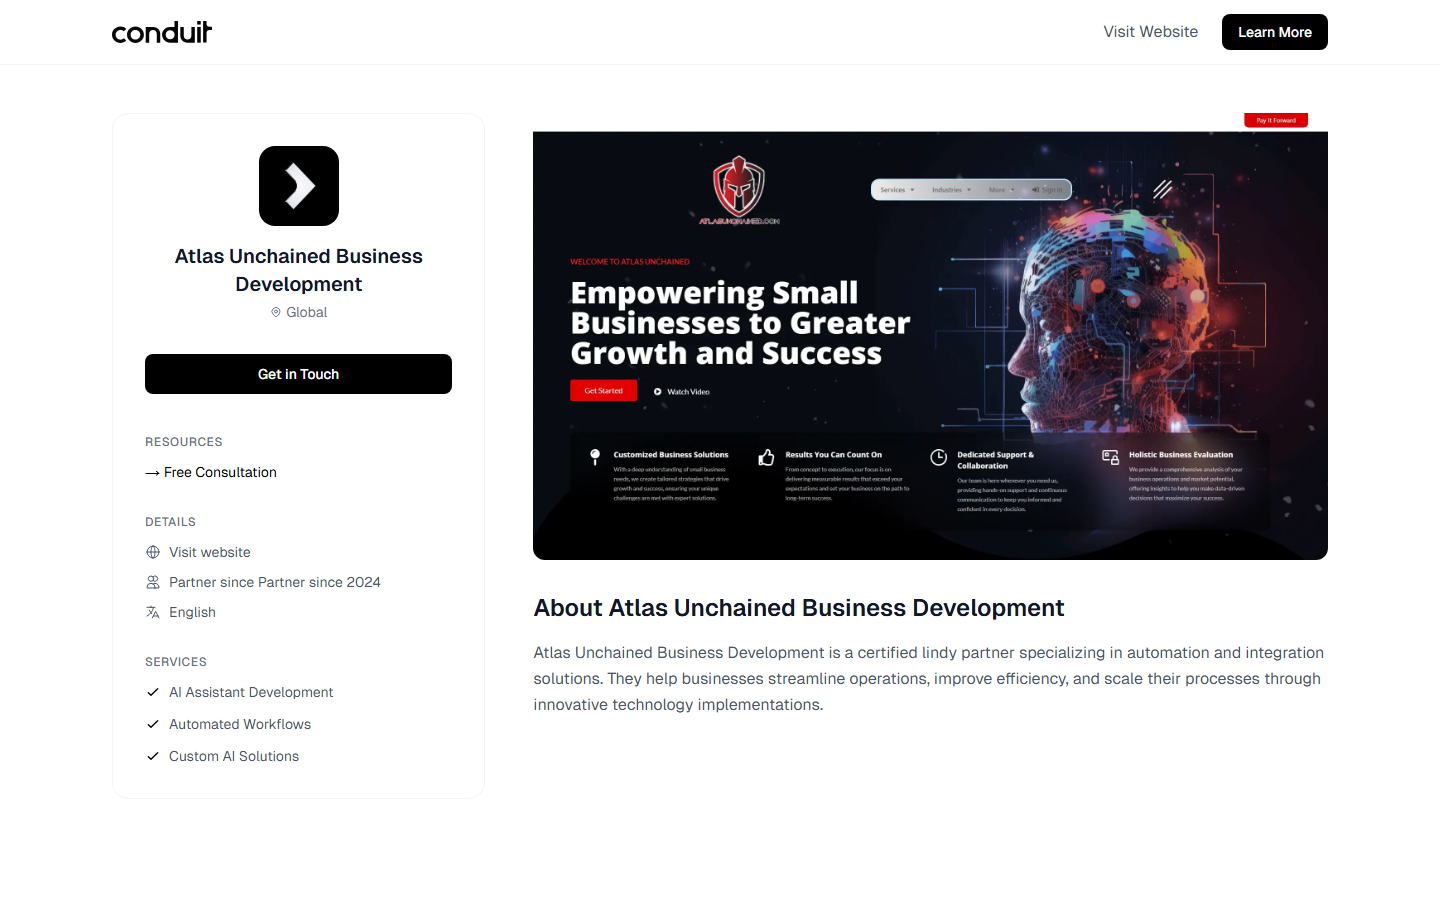 conduit
Visit Website
Learn More
Atlas Unchained Business
Development
Global
Get in Touch
RESOURCES
→ Free Consultation
DETAILS
Visit website
Partner since Partner since 2024
English
SERVICES
AI Assistant Development
Automated Workflows
Custom AI Solutions
Pay It Forward
ATLASUNCHAINED.COM
Services
Industries
More
Sign in
WELCOME TO ATLAS UNCHAINED
Empowering Small
Businesses to Greater
Growth and Success
Get Started
Watch Video
Customized Business Solutions
With a deep understanding of small business
needs, we create tailored strategies that drive
growth and success, ensuring your unique
challenges are met with expert solutions.
Results You Can Count On
From concept to execution, our focus is on
delivering measurable results that exceed your
expectations and set your business on the path to
long-term success.
Dedicated Support &
Collaboration
Our team is here whenever you need us,
providing hands-on support and continuous
communication to keep you informed and
confident in every decision.
Holistic Business Evaluation
We provide a comprehensive analysis of your
business operations and market potential,
offering insights to help you make data-driven
decisions that maximize your success.
About Atlas Unchained Business Development
Atlas Unchained Business Development is a certified lindy partner specializing in automation and integration
solutions. They help businesses streamline operations, improve efficiency, and scale their processes through
innovative technology implementations.